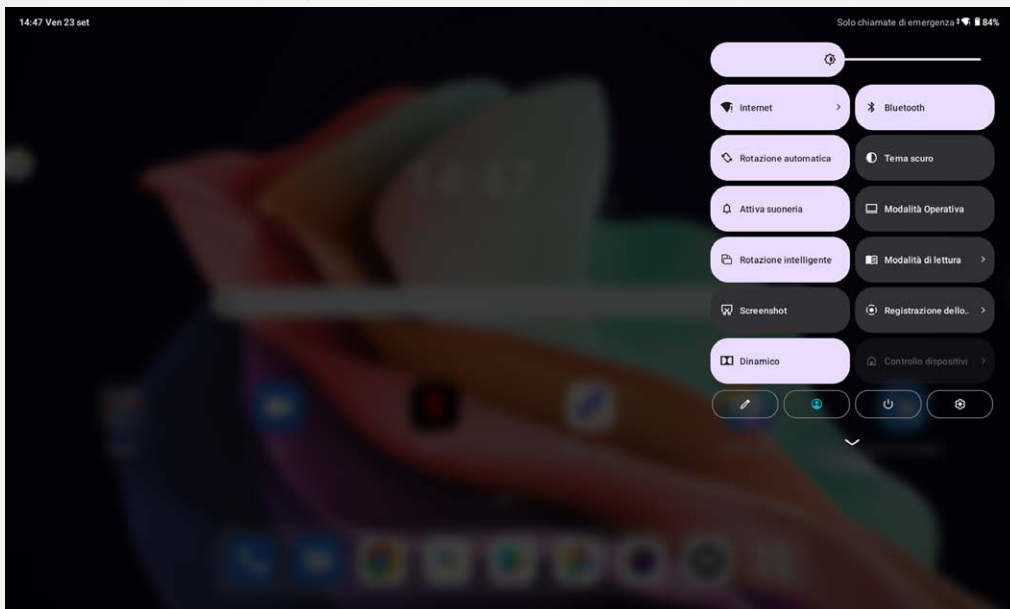 14:47 Ven 23 set
Solo chiamate di emergenza 84%
Internet
Bluetooth
Rotazione automatica
Tema scuro
Attiva suoneria
Modalità Operativa
Rotazione intelligente
Modalità di lettura
Screenshot
Registrazione dello..
Dinamico
Controllo dispositivi